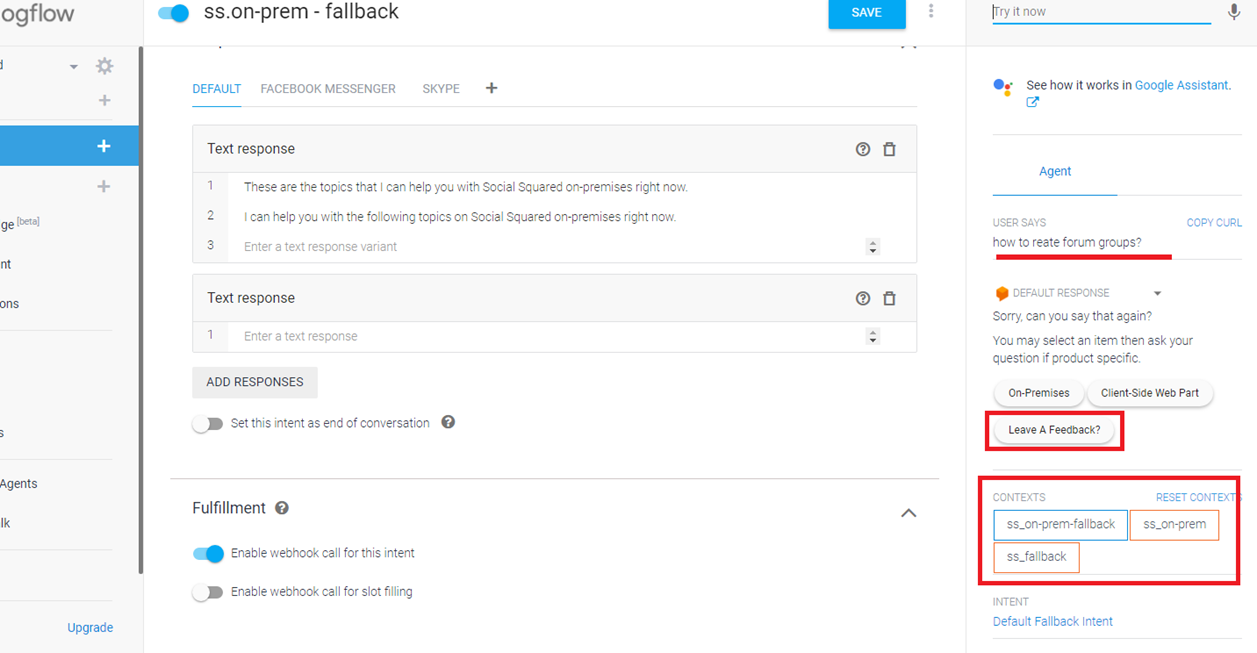 ogflow
ss.on-prem - fallback
SAVE
Try it now
DEFAULT FACEBOOK MESSENGER SKYPE +
See how it works in Google Assistant.
Text response
1 These are the topics that I can help you with Social Squared on-premises right now.
2 I can help you with the following topics on Social Squared on-premises right now.
3 Enter a text response variant
Text response
1 Enter a text response
ADD RESPONSES
Set this intent as end of conversation
Fulfillment
Enable webhook call for this intent
Enable webhook call for slot filling
d
ge [beta]
nt
ons
s
Agents
lk
Upgrade
Agent
USER SAYS COPY CURL
how to reate forum groups?
DEFAULT RESPONSE
Sorry, can you say that again?
You may select an item then ask your
question if product specific.
On-Premises Client-Side Web Part
Leave A Feedback?
CONTEXTS RESET CONTEXTS
ss_on-prem-fallback ss_on-prem
ss_fallback
INTENT
Default Fallback Intent